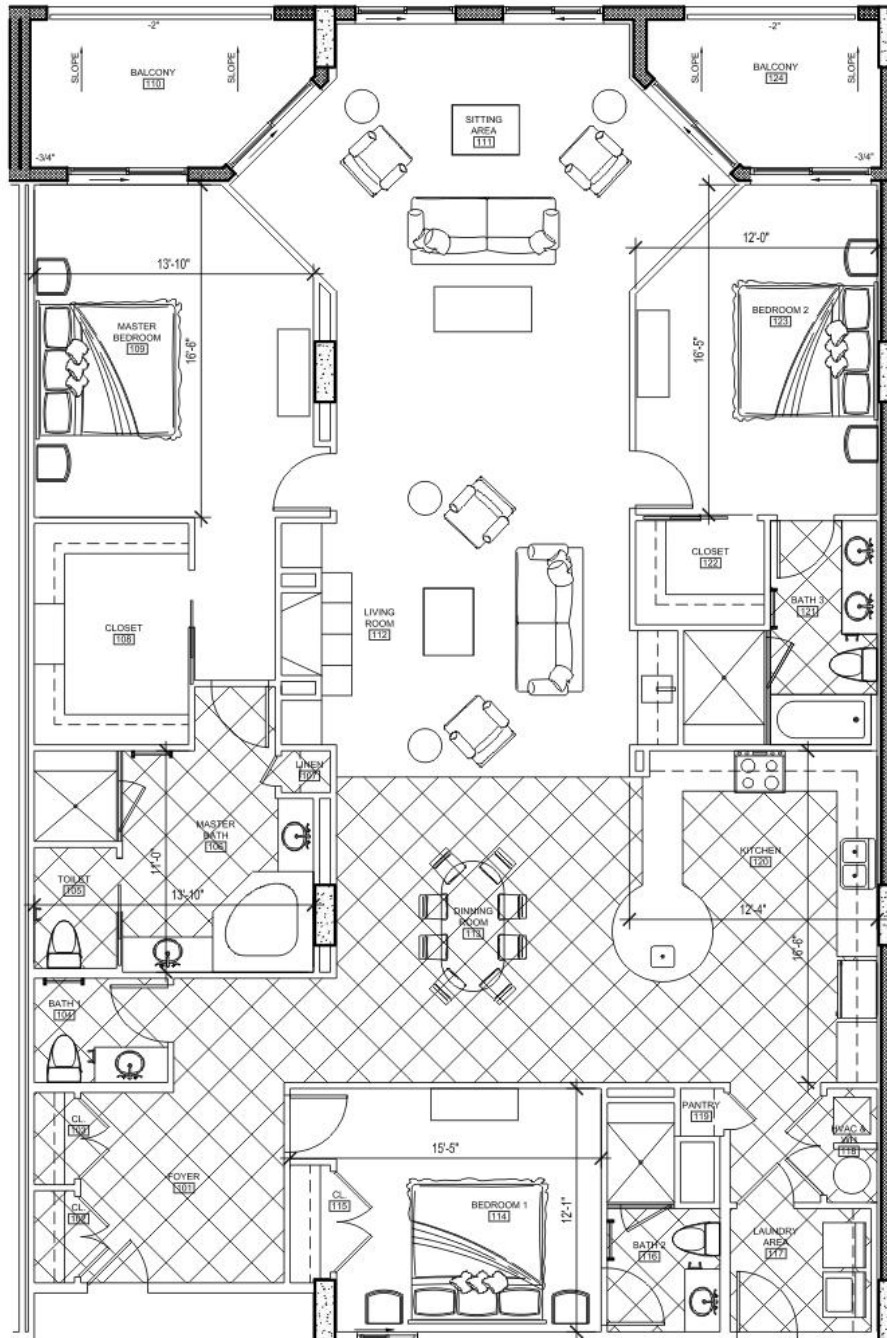 -2"
-2"
SLOPE
BALCONY
110
SLOPE
SLOPE
BALCONY
124
SLOPE
SITTING
AREA
111
-3/4"
-3/4"
13'-10"
12'-0"
MASTER
BEDROOM
109
16'-6"
16'-5"
BEDROOM 2
123
CLOSET
122
BATH 3
121
CLOSET
108
LIVING
ROOM
112
LINEN
107
MASTER
BATH
106
11'-0"
KITCHEN
120
TOILET
105
13'-10"
DINNING
ROOM
113
12'-4"
16'-6"
BATH 1
104
CL.
103
PANTRY
119
HVAC &
WH.
118
15'-5"
FOYER
101
CL.
102
CL.
115
BEDROOM 1
114
12'-1"
BATH 2
116
LAUNDRY
AREA
117